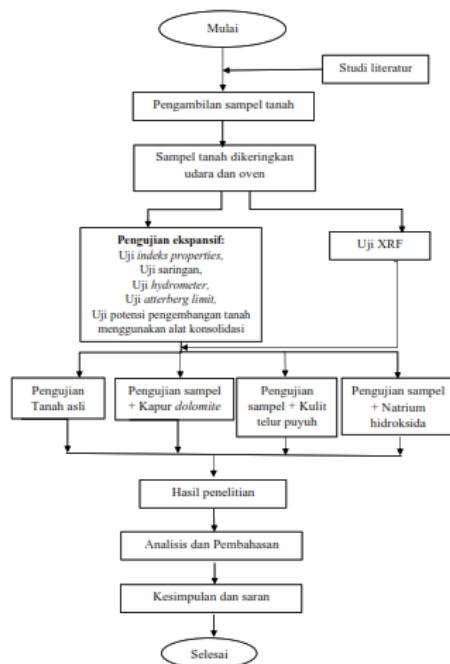 Mulai
Studi literatur
Pengambilan sampel tanah
Sampel tanah dikeringkan
udara dan oven
Pengujian ekspansif:
Uji indeks properties,
Uji saringan,
Uji hydrometer,
Uji atterberg limit,
Uji potensi pengembangan tanah
menggunakan alat konsolidasi
Uji XRF
Pengujian
Tanah asli
Pengujian sampel
+ Kapur dolomite
Pengujian
sampel + Kulit
telur puyuh
Pengujian sampel
+ Natrium
hidroksida
Hasil penelitian
Analisis dan Pembahasan
Kesimpulan dan saran
Selesai